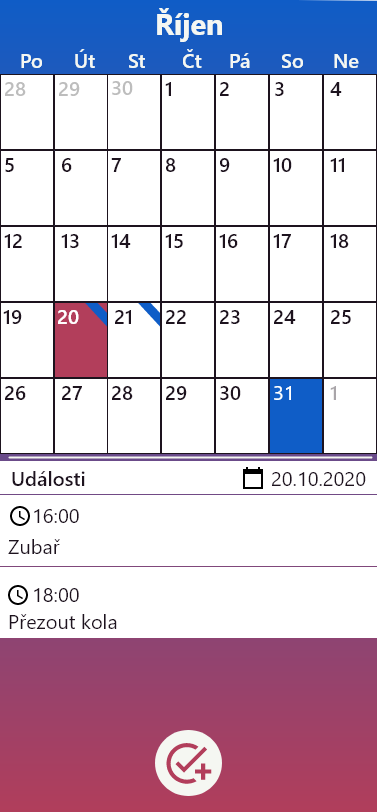 Říjen
Po Út St Čt Pá So Ne
28 29 30 1 2 3 4
5 6 7 8 9 10 11
12 13 14 15 16 17 18
19 20 21 22 23 24 25
26 27 28 29 30 31 1
Události 20.10.2020
16:00
Zubař
18:00
Přezout kola